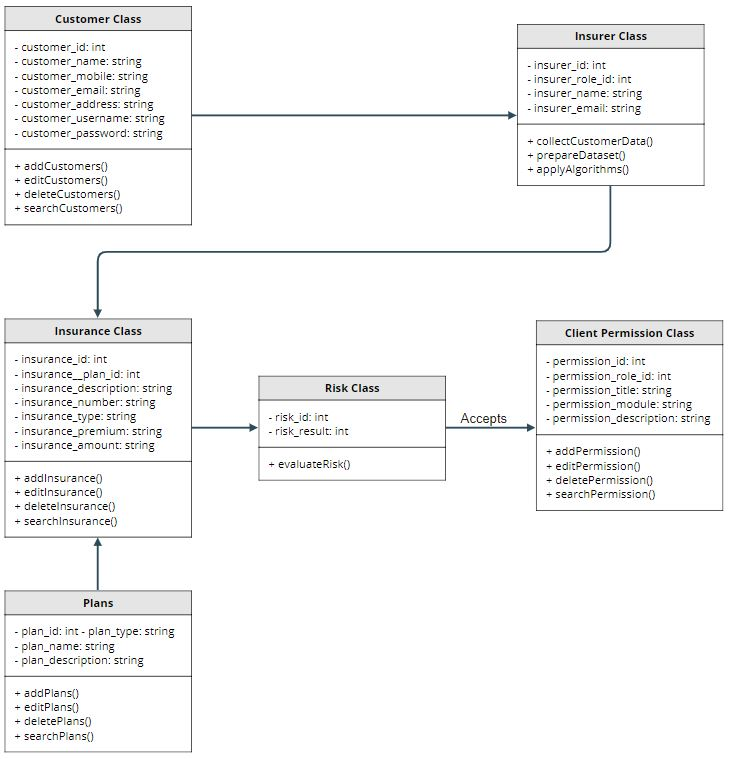 Customer Class
- customer_id: int
- customer_name: string
- customer_mobile: string
- customer_email: string
- customer_address: string
- customer_username: string
- customer_password: string
+ addCustomers()
+ editCustomers()
+ deleteCustomers()
+ searchCustomers()
Insurer Class
- insurer_id: int
- insurer_role_id: int
- insurer_name: string
- insurer_email: string
+ collectCustomerData()
+ prepareDataset()
+ applyAlgorithms()
Insurance Class
- insurance_id: int
- insurance__plan_id: int
- insurance_description: string
- insurance_number: string
- insurance_type: string
- insurance_premium: string
- insurance_amount: string
+ addInsurance()
+ editInsurance()
+ deleteInsurance()
+ searchInsurance()
Risk Class
- risk_id: int
- risk_result: int
+ evaluateRisk()
Accepts
Client Permission Class
- permission_id: int
- permission_role_id: int
- permission_title: string
- permission_module: string
- permission_description: string
+ addPermission()
+ editPermission()
+ deletePermission()
+ searchPermission()
Plans
- plan_id: int - plan_type: string
- plan_name: string
- plan_description: string
+ addPlans()
+ editPlans()
+ deletePlans()
+ searchPlans()